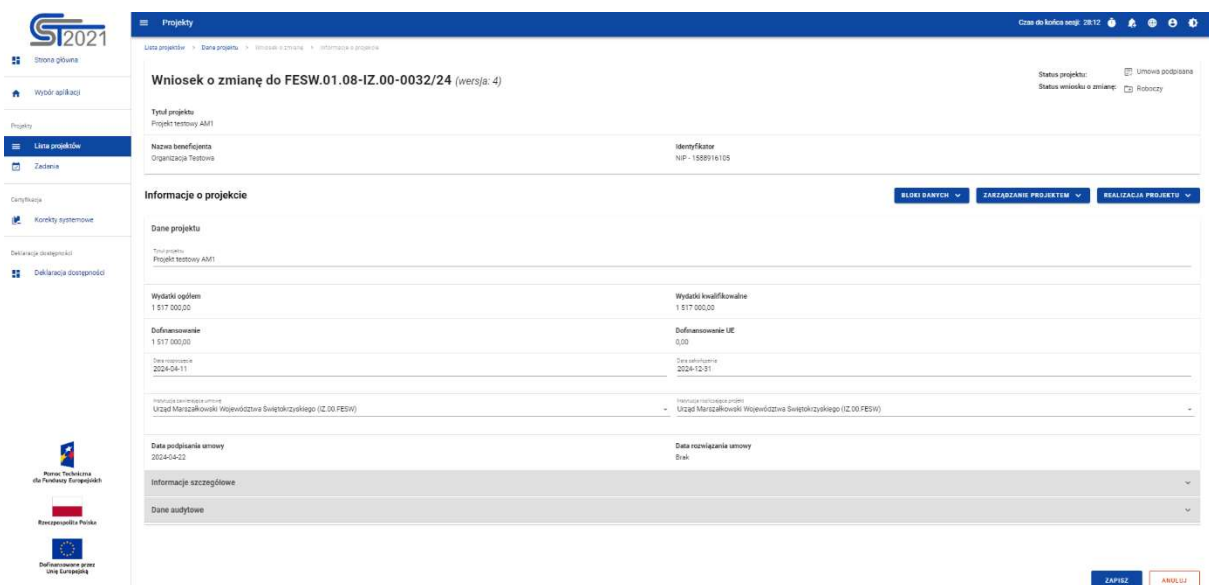 CST2021
Strona główna
Wybór aplikacji
Projekty
Lista projektów
Zadania
Certyfikacja
Korekty systemowe
Deklaracja dostępności
Deklaracja dostępności
Pomoc Techniczna
dla Funduszy Europejskich
Rzeczpospolita Polska
Dofinansowane przez
Unię Europejską
Projekty
Czas do końca sesji: 28:12
Lista projektów > Dane projektu > Wniosek o zmianę > Informacje o projekcie
Wniosek o zmianę do FESW.01.08-IZ.00-0032/24 (wersja: 4)
Status projektu: Umowa podpisana
Status wniosku o zmianę: Roboczy
Tytuł projektu
Projekt testowy AM1
Nazwa beneficjenta Identyfikator
Organizacja Testowa NIP - 1588916105
Informacje o projekcie
BLOKI DANYCH ZARZĄDZANIE PROJEKTEM REALIZACJA PROJEKTU
Dane projektu
Tytuł projektu
Projekt testowy AM1
Wydatki ogółem Wydatki kwalifikowalne
1 517 000,00 1 517 000,00
Dofinansowanie Dofinansowanie UE
1 517 000,00 0,00
Data rozpoczęcia Data zakończenia
2024-04-11 2024-12-31
Instytucja zawierająca umowę Instytucja rozliczająca projekt
Urząd Marszałkowski Województwa Świętokrzyskiego (IZ.00.FESW) Urząd Marszałkowski Województwa Świętokrzyskiego (IZ.00.FESW)
Data podpisania umowy Data rozwiązania umowy
2024-04-22 Brak
Informacje szczegółowe
Dane audytowe
ZAPISZ ANULUJ